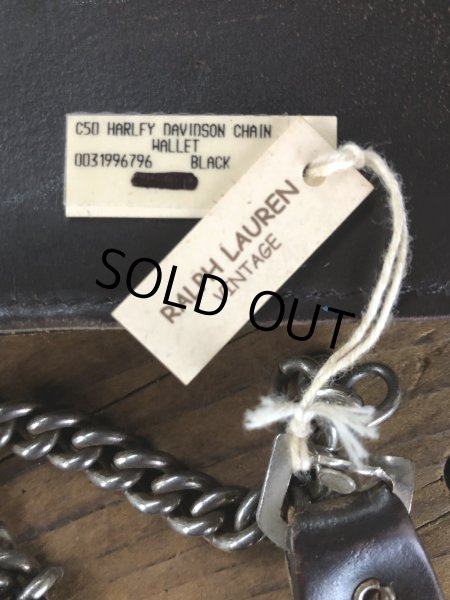 C50 HARLEY DAVIDSON CHAIN
WALLET
0031996796 BLACK
RALPH LAUREN
VINTAGE
SOLD OUT